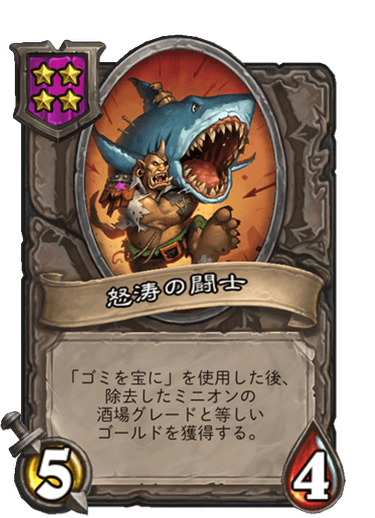 怒涛の闘士
「ゴミを宝に」を使用した後、
除去したミニオンの
酒場グレードと等しい
ゴールドを獲得する。
5
4